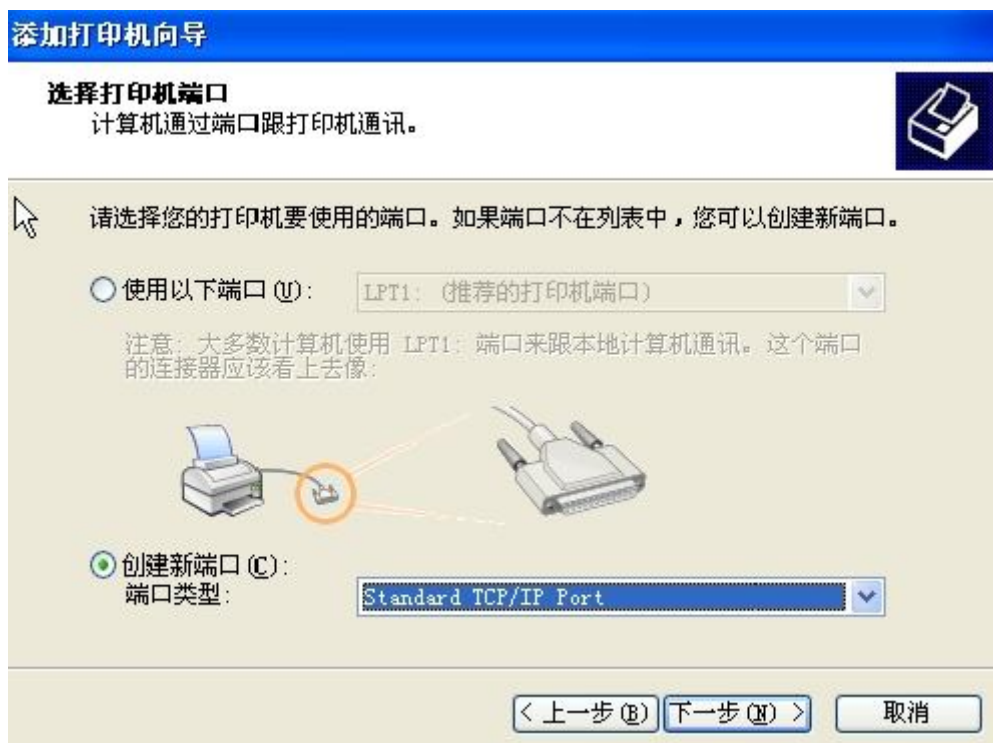 添加打印机向导
选择打印机端口
计算机通过端口跟打印机通讯。
请选择您的打印机要使用的端口。如果端口不在列表中，您可以创建新端口。
使用以下端口(U): LPT1: (推荐的打印机端口)
注意: 大多数计算机使用 LPT1: 端口来跟本地计算机通讯。这个端口
的连接器应该看上去像:
创建新端口(C):
端口类型: Standard TCP/IP Port
< 上一步(B) 下一步(N) > 取消